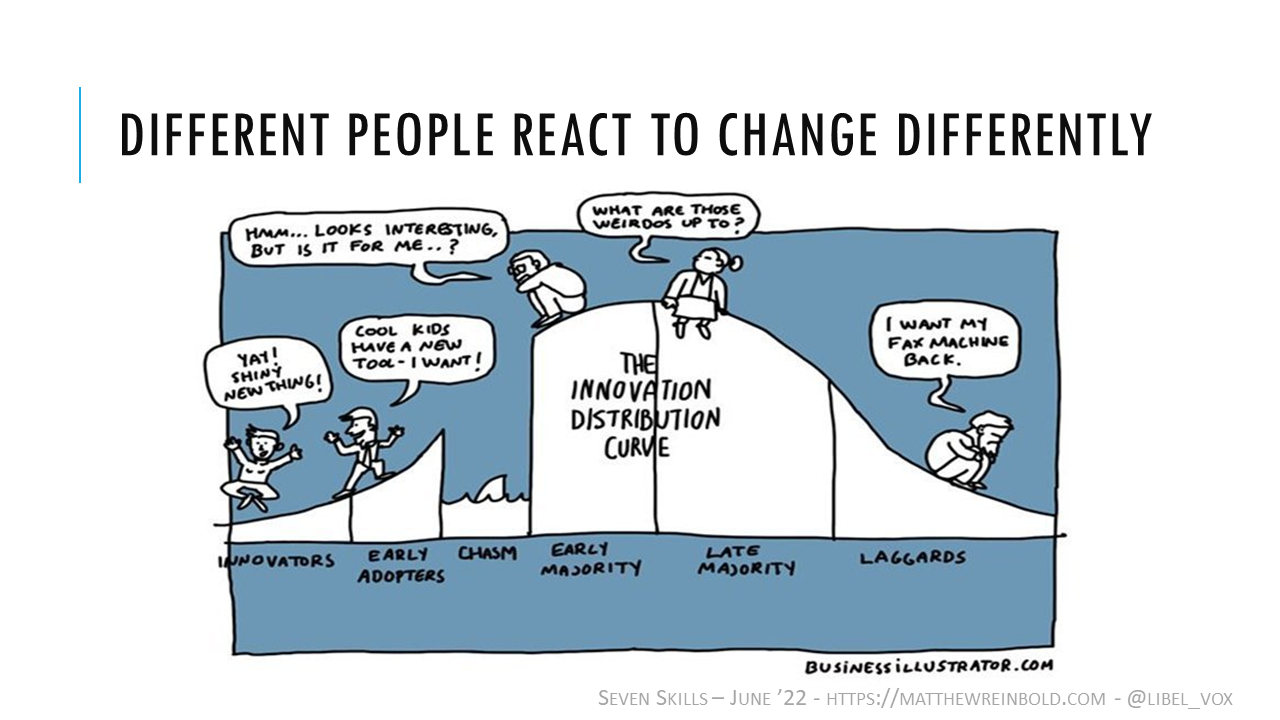 DIFFERENT PEOPLE REACT TO CHANGE DIFFERENTLY
HMM... LOOKS INTERESTING,
BUT IS IT FOR ME..?
WHAT ARE THOSE
WEIRDOS UP TO?
YAY!
SHINY
NEW THING!
COOL KIDS
HAVE A NEW
TOOL - I WANT!
I WANT MY
FAX MACHINE
BACK.
THE
INNOVATION
DISTRIBUTION
CURVE
INNOVATORS
EARLY
ADOPTERS
CHASM
EARLY
MAJORITY
LATE
MAJORITY
LAGGARDS
BUSINESSILLUSTRATOR.COM
SEVEN SKILLS – JUNE ’22 - HTTPS://MATTHEWREINBOLD.COM - @LIBEL_VOX